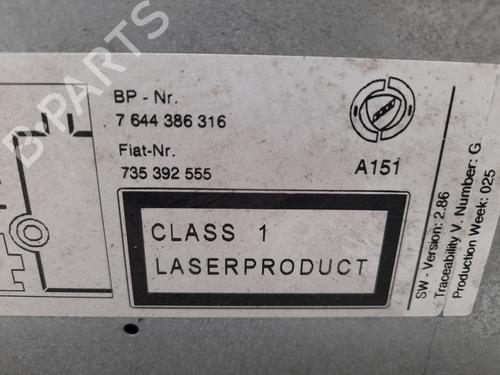 B-PARTS
BP - Nr.
7 644 386 316
Fiat-Nr.
735 392 555
A151
CLASS 1
LASERPRODUCT
SW - Version: 2.86
Traceability V. Number: G
Production Week: 025